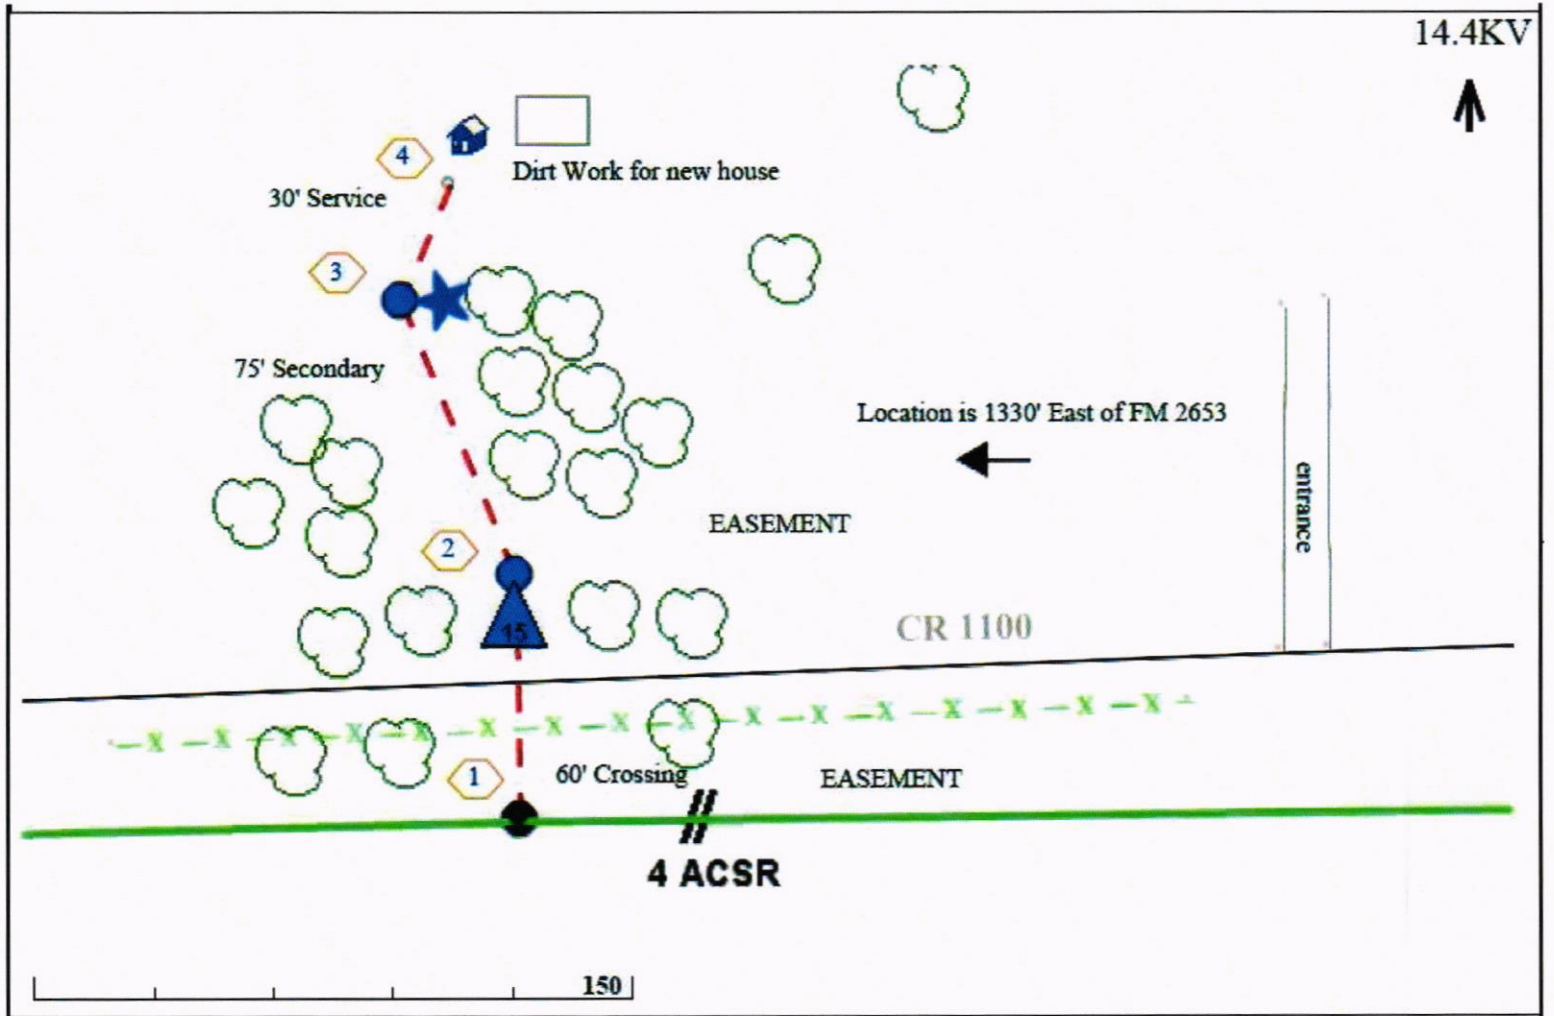 14.4KV
4
Dirt Work for new house
30' Service
3
75' Secondary
Location is 1330' East of FM 2653
entrance
EASEMENT
2
15
CR 1100
X X X X X X X X X X X X X X X X
1
60' Crossing
EASEMENT
4 ACSR
150